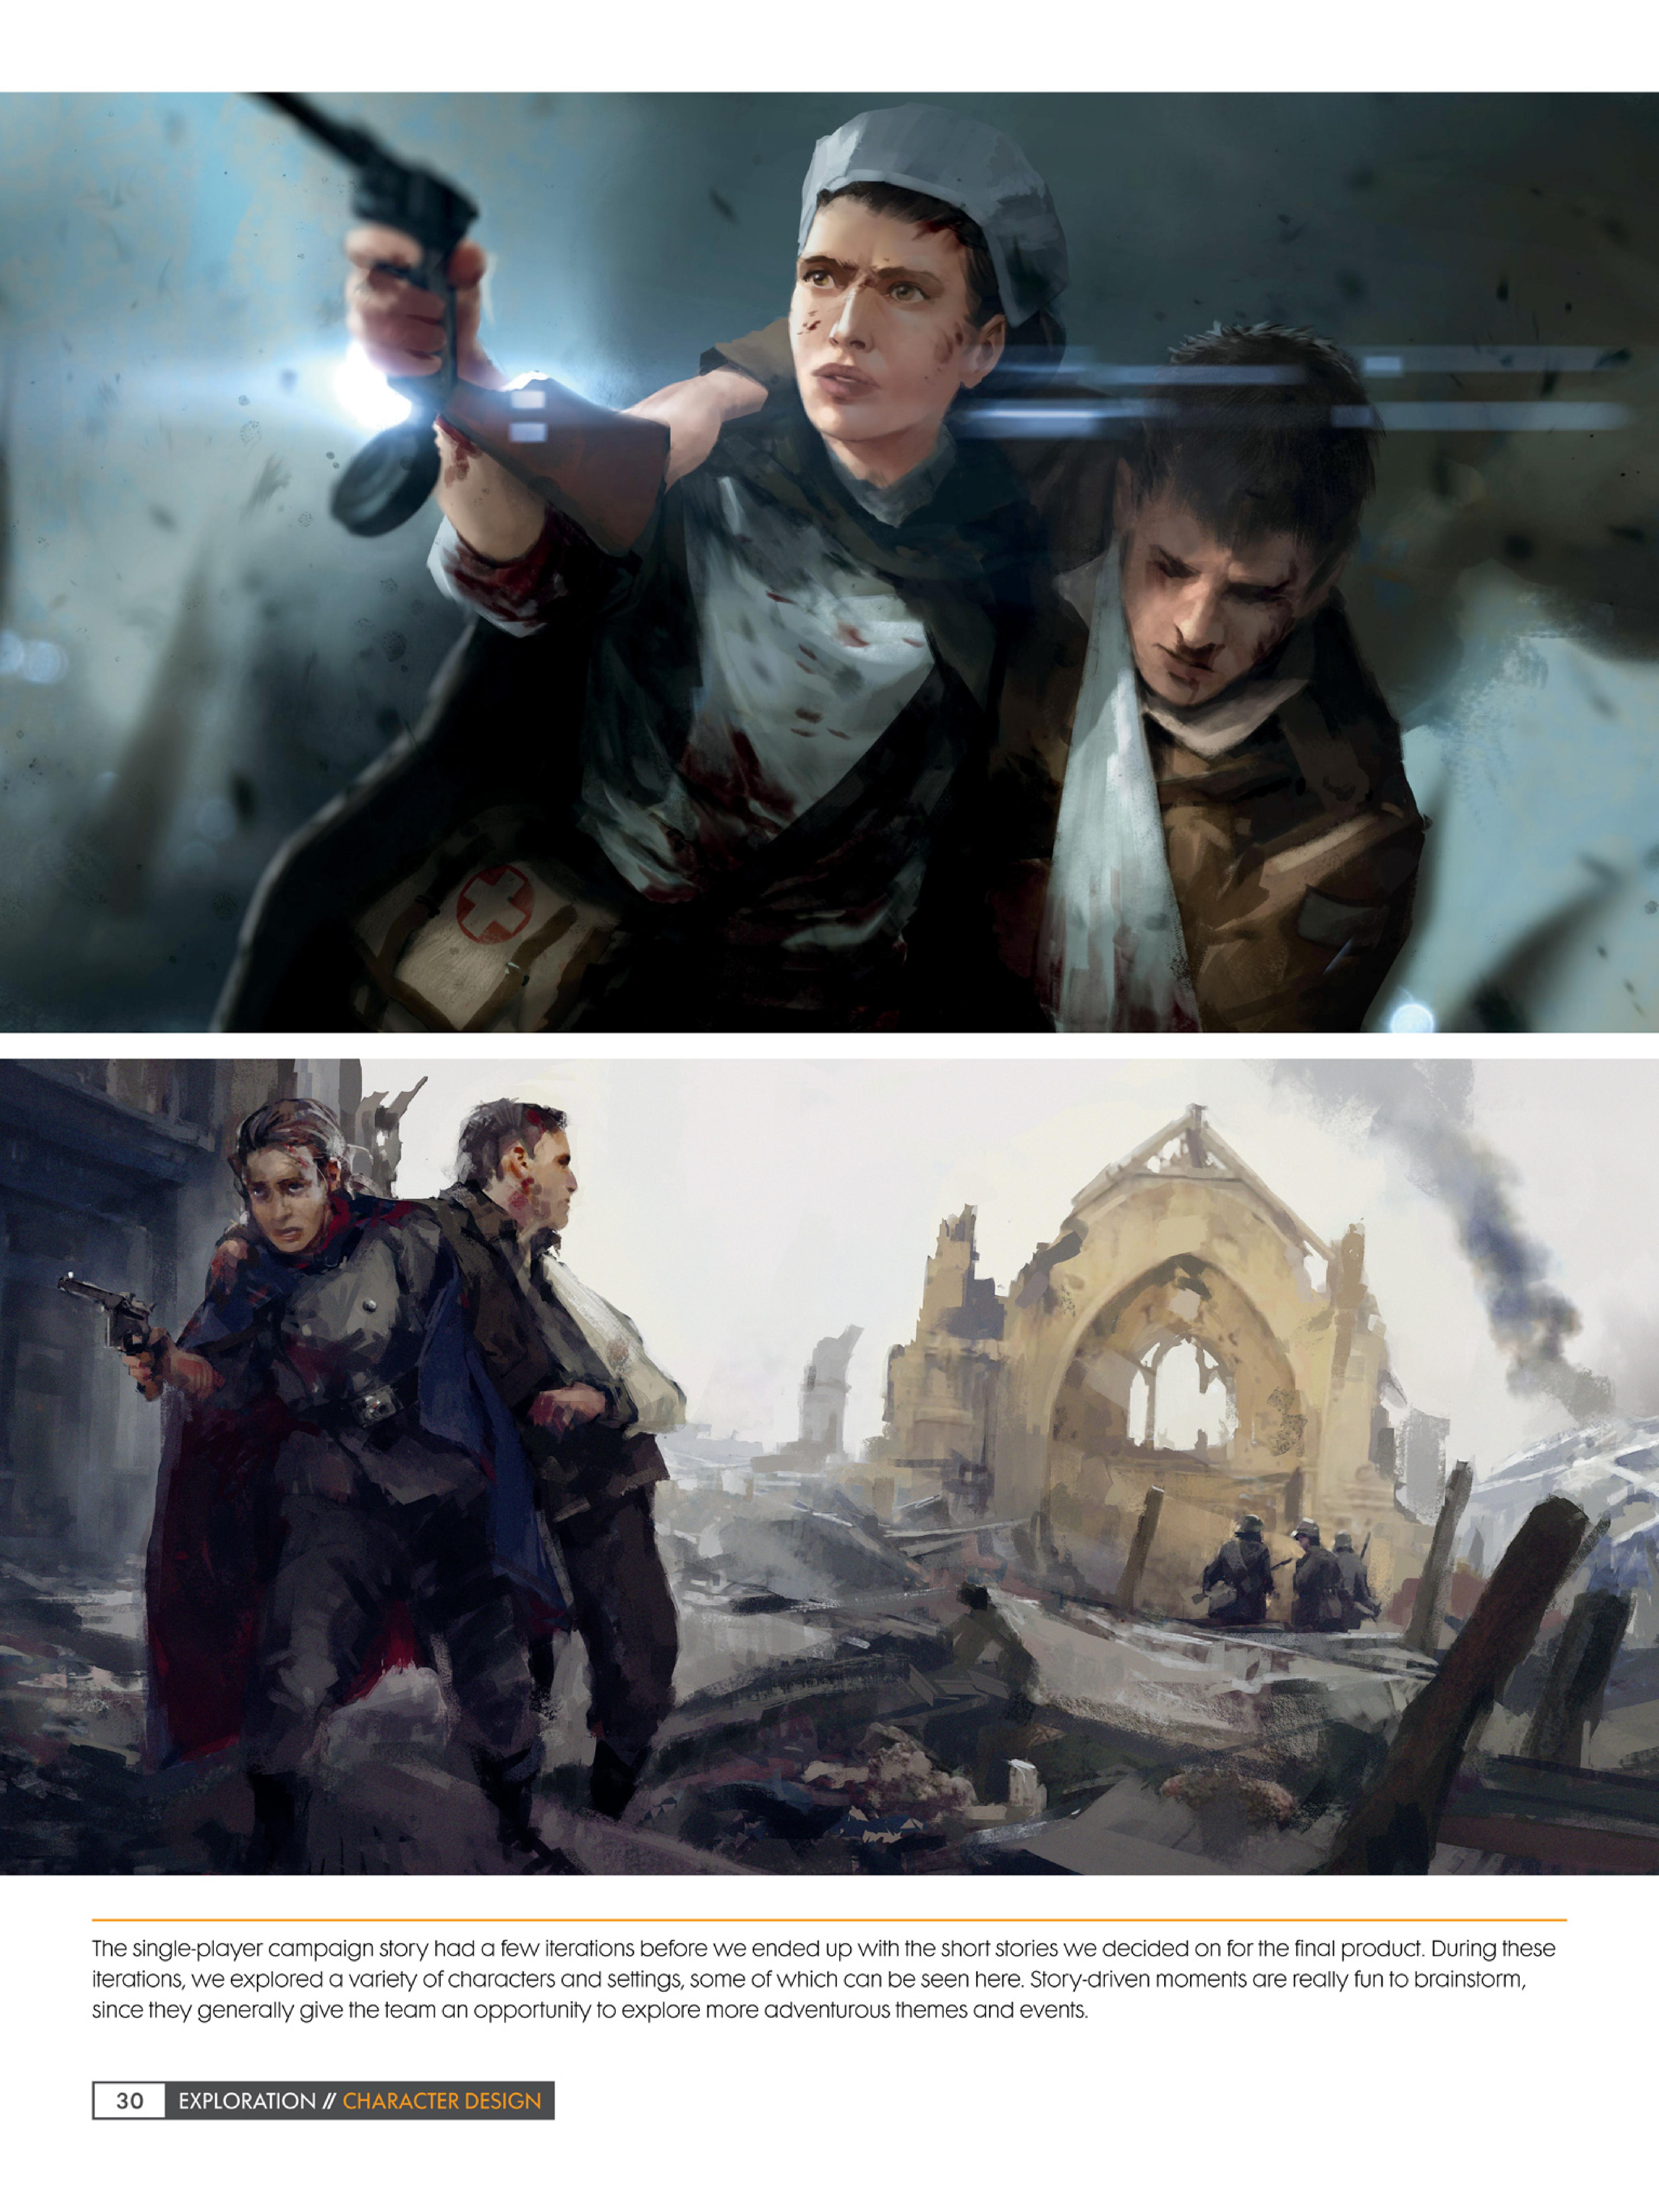 The single-player campaign story had a few iterations before we ended up with the short stories we decided on for the final product. During these
iterations, we explored a variety of characters and settings, some of which can be seen here. Story-driven moments are really fun to brainstorm,
since they generally give the team an opportunity to explore more adventurous themes and events.
30 EXPLORATION // CHARACTER DESIGN